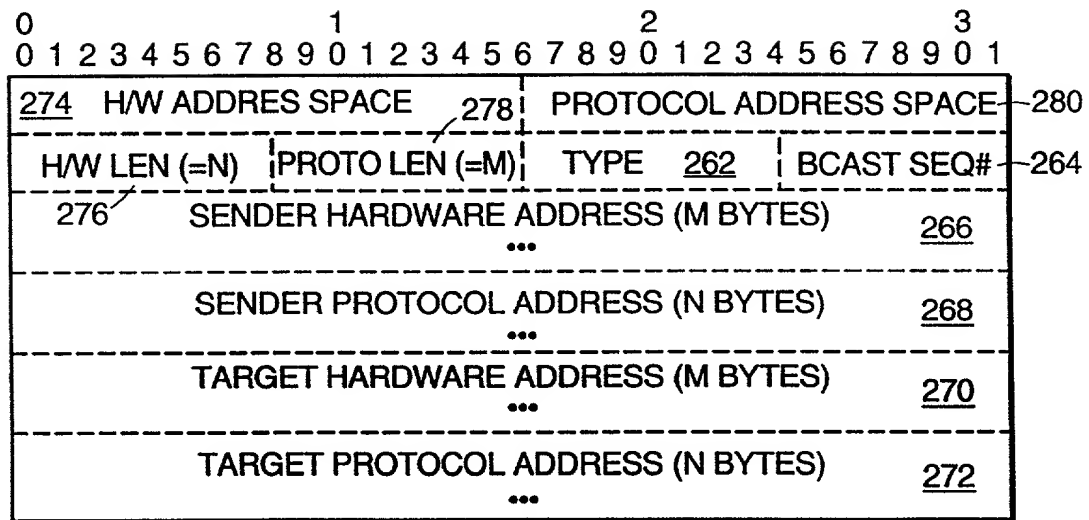 0 1 2 3
0 1 2 3 4 5 6 7 8 9 0 1 2 3 4 5 6 7 8 9 0 1 2 3 4 5 6 7 8 9 0 1
274 H/W ADDRES SPACE 278 PROTOCOL ADDRESS SPACE 280
H/W LEN (=N) PROTO LEN (=M) TYPE 262 BCAST SEQ# 264
276 SENDER HARDWARE ADDRESS (M BYTES) 266
•••
SENDER PROTOCOL ADDRESS (N BYTES) 268
•••
TARGET HARDWARE ADDRESS (M BYTES) 270
•••
TARGET PROTOCOL ADDRESS (N BYTES) 272
•••